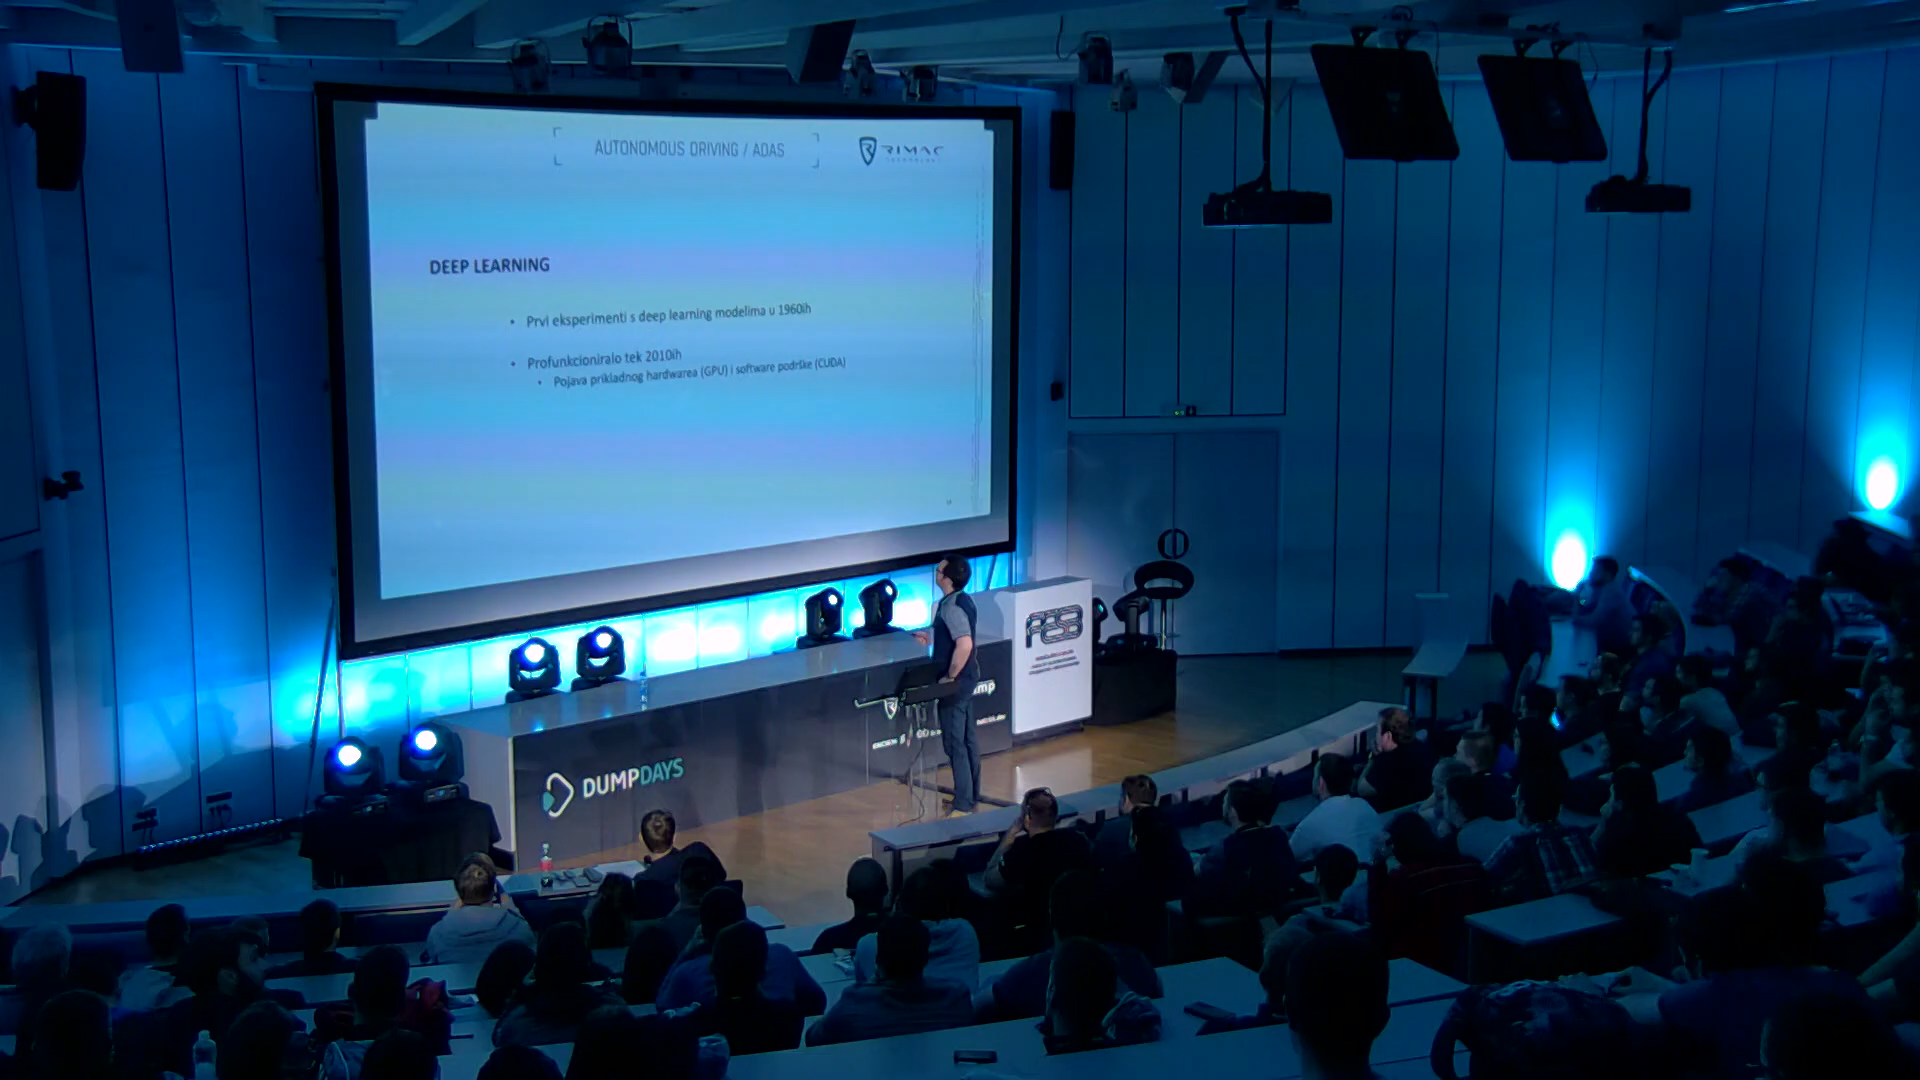 AUTONOMOUS DRIVING / ADAS
RIMAC
DEEP LEARNING
• Prvi eksperimenti s deep learning modelima u 1960ih
• Profunkcioniralo tek 2010ih
• Pojava prikladnog hardwarea (GPU) i software podrške (CUDA)
DUMPDAYS